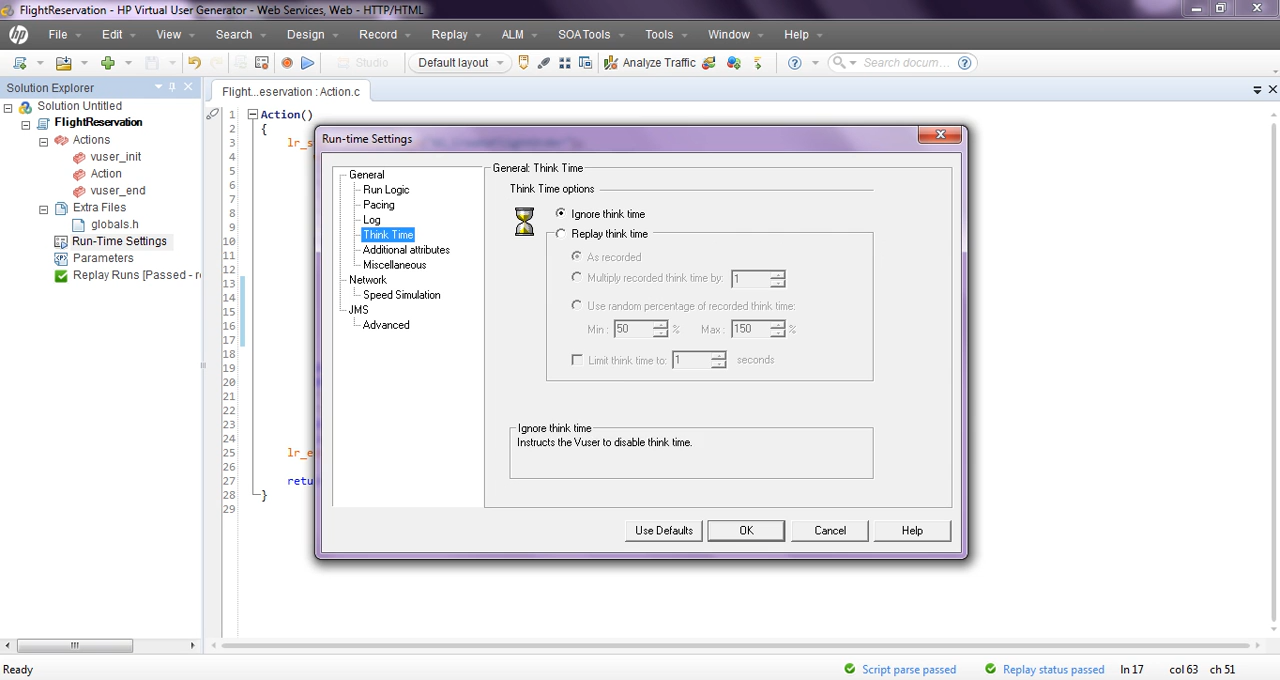 FlightReservation - HP Virtual User Generator - Web Services, Web - HTTP/HTML
hp File Edit View Search Design Record Replay ALM SOA Tools Tools Window Help
Studio Default layout Analyze Traffic Search docum...
Solution Explorer
Flight...eservation : Action.c
Solution Untitled
FlightReservation
Actions
vuser_init
Action
vuser_end
Extra Files
globals.h
Run-Time Settings
Parameters
Replay Runs [Passed - re
1 Action()
2 {
3 lr_s
4
5
6
7
8
9
10
11
12
13
14
15
16
17
18
19
20
21
22
23
24
25 lr_e
26
27 retu
28 }
29
Run-time Settings
General
Run Logic
Pacing
Log
Think Time
Additional attributes
Miscellaneous
Network
Speed Simulation
JMS
Advanced
General: Think Time
Think Time options
Ignore think time
Replay think time
As recorded
Multiply recorded think time by: 1
Use random percentage of recorded think time:
Min : 50 % Max : 150 %
Limit think time to: 1 seconds
Ignore think time
Instructs the Vuser to disable think time.
Use Defaults OK Cancel Help
Ready Script parse passed Replay status passed ln 17 col 63 ch 51